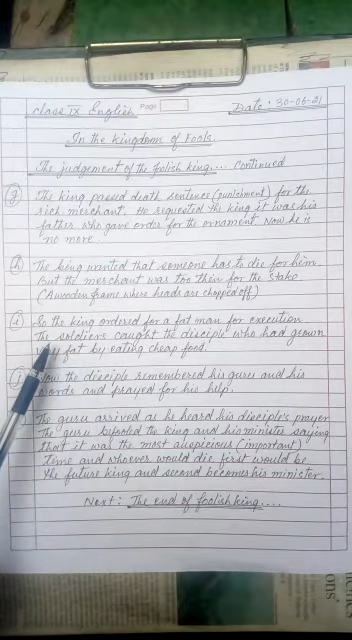 class IX English Page
Date: 30-06-21
In the kingdom of Fools
The judgement of the foolish king.... Continued
(g) The king passed death sentence (punishment) for the
rich merchant. He requested the king it was his
father who gave order for the ornament Now he is
no more.
(h) The king wanted that someone has to die for him.
But the merchant was too thin for the stake
(A wooden frame where heads are chopped off)
(i) So the king ordered for a fat man for execution
The soldiers caught the disciple who had grown
fat by eating cheap food.
(j) Now the disciple remembered his guru and his
words and prayed for his help.
The guru arrived as he heard his disciple's prayer
The guru befooled the king and his minister saying
that it was the most auspicious (important)
Time and whoever would die first would be
the future king and second becomes his minister.
Next: The end of foolish king.....